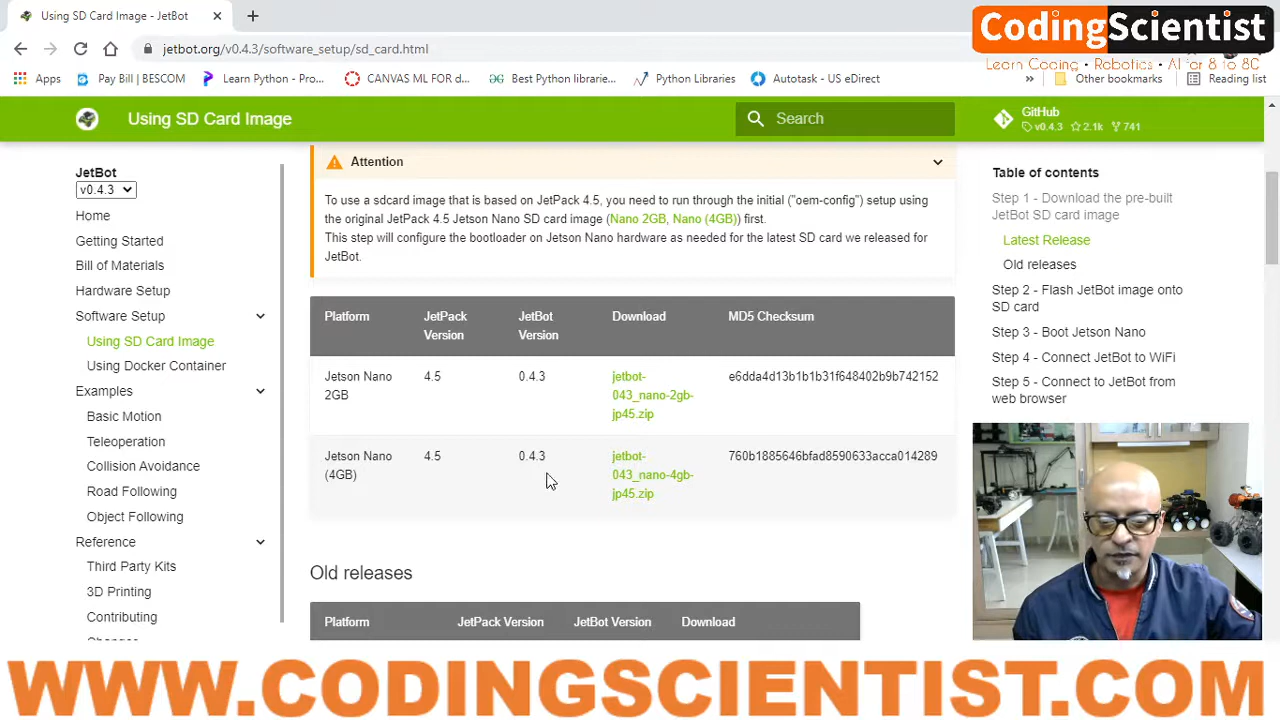 Using SD Card Image - JetBot
jetbot.org/v0.4.3/software_setup/sd_card.html
CodingScientist
Learn Coding • Robotics • AI for 8 to 80
Apps Pay Bill | BESCOM Learn Python - Pro... CANVAS ML FOR d... Best Python librarie... Python Libraries Autotask - US eDirect » Other bookmarks Reading list
Using SD Card Image
Search
GitHub
v0.4.3 2.1k 741
JetBot
v0.4.3
Home
Getting Started
Bill of Materials
Hardware Setup
Software Setup
Using SD Card Image
Using Docker Container
Examples
Basic Motion
Teleoperation
Collision Avoidance
Road Following
Object Following
Reference
Third Party Kits
3D Printing
Contributing
Changes
Attention
To use a sdcard image that is based on JetPack 4.5, you need to run through the initial ("oem-config") setup using
the original JetPack 4.5 Jetson Nano SD card image (Nano 2GB, Nano (4GB)) first.
This step will configure the bootloader on Jetson Nano hardware as needed for the latest SD card we released for
JetBot.
Platform JetPack Version JetBot Version Download MD5 Checksum
Jetson Nano 2GB 4.5 0.4.3 jetbot-043_nano-2gb-jp45.zip e6dda4d13b1b1b31f648402b9b742152
Jetson Nano (4GB) 4.5 0.4.3 jetbot-043_nano-4gb-jp45.zip 760b1885646bfad8590633acca014289
Old releases
Platform JetPack Version JetBot Version Download
Table of contents
Step 1 - Download the pre-built
JetBot SD card image
Latest Release
Old releases
Step 2 - Flash JetBot image onto
SD card
Step 3 - Boot Jetson Nano
Step 4 - Connect JetBot to WiFi
Step 5 - Connect to JetBot from
web browser
WWW.CODINGSCIENTIST.COM